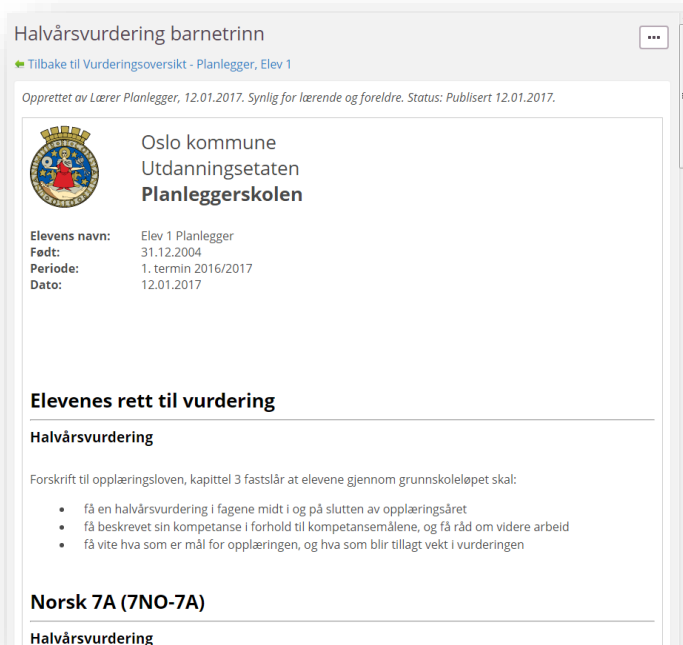 Halvårsvurdering barnetrinn
Tilbake til Vurderingsoversikt - Planlegger, Elev 1
Opprettet av Lærer Planlegger, 12.01.2017. Synlig for lærende og foreldre. Status: Publisert 12.01.2017.
Oslo kommune
Utdanningsetaten
Planleggerskolen
Elevens navn: Elev 1 Planlegger
Født: 31.12.2004
Periode: 1. termin 2016/2017
Dato: 12.01.2017
Elevenes rett til vurdering
Halvårsvurdering
Forskrift til opplæringsloven, kapittel 3 fastslår at elevene gjennom grunnskoleløpet skal:
• få en halvårsvurdering i fagene midt i og på slutten av opplæringsåret
• få beskrevet sin kompetanse i forhold til kompetansemålene, og få råd om videre arbeid
• få vite hva som er mål for opplæringen, og hva som blir tillagt vekt i vurderingen
Norsk 7A (7NO-7A)
Halvårsvurdering